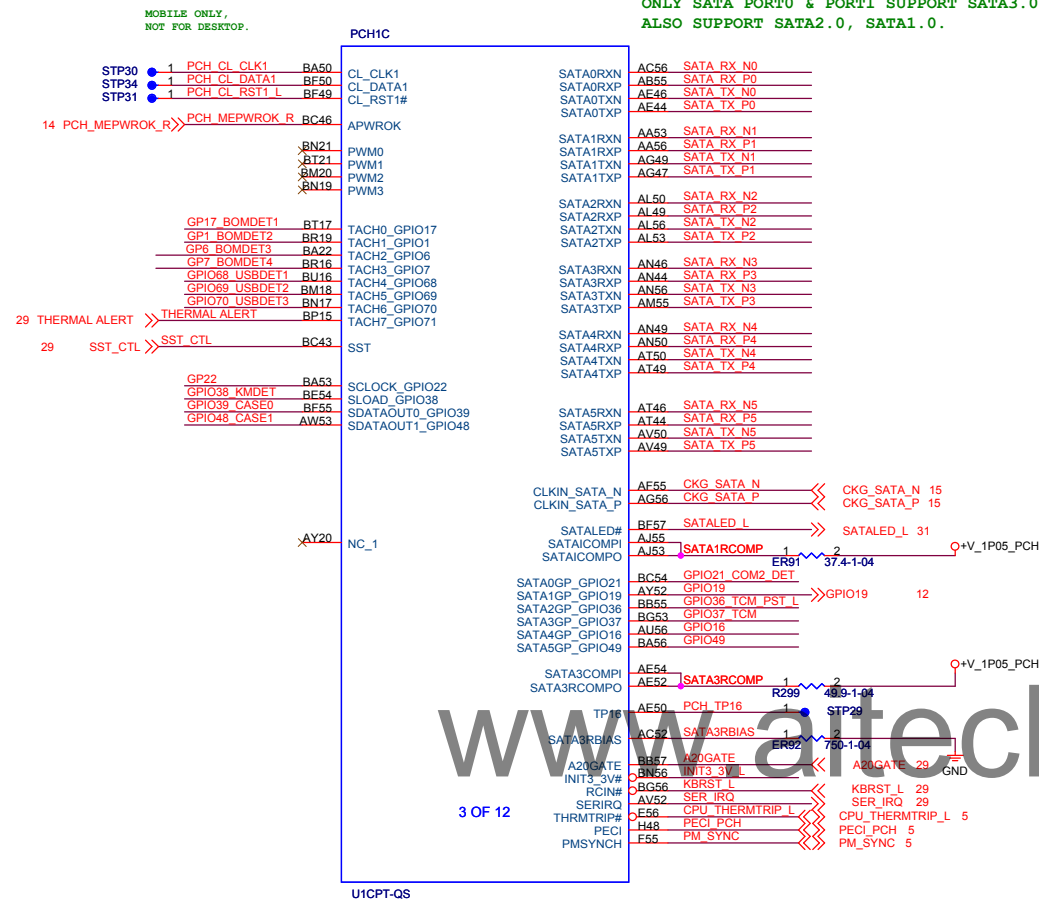 MOBILE ONLY,
NOT FOR DESKTOP.
ONLY SATA PORT0 & PORT1 SUPPORT SATA3.0
ALSO SUPPORT SATA2.0, SATA1.0.
PCH1C
STP30 1 PCH_CL_CLK1 BA50 CL_CLK1
STP34 1 PCH_CL_DATA1 BF50 CL_DATA1
STP31 1 PCH_CL_RST1_L BF49 CL_RST1#
14 PCH_MEPWROK_R PCH_MEPWROK_R BC46 APWROK
BN21 PWM0
BT21 PWM1
BM20 PWM2
BN19 PWM3
GP17_BOMDET1 BT17 TACH0_GPIO17
GP1_BOMDET2 BR19 TACH1_GPIO1
GP6_BOMDET3 BA22 TACH2_GPIO6
GP7_BOMDET4 BR16 TACH3_GPIO7
GPIO68_USBDET1 BU16 TACH4_GPIO68
GPIO69_USBDET2 BM18 TACH5_GPIO69
GPIO70_USBDET3 BN17 TACH6_GPIO70
29 THERMAL ALERT THERMAL ALERT BP15 TACH7_GPIO71
29 SST_CTL SST_CTL BC43 SST
GP22 BA53 SCLOCK_GPIO22
GPIO38_KMDET BE54 SLOAD_GPIO38
GPIO39_CASE0 BF55 SDATAOUT0_GPIO39
GPIO48_CASE1 AW53 SDATAOUT1_GPIO48
AY20 NC_1
SATA0RXN AC56 SATA_RX_N0
SATA0RXP AB55 SATA_RX_P0
SATA0TXN AE46 SATA_TX_N0
SATA0TXP AE44 SATA_TX_P0
SATA1RXN AA53 SATA_RX_N1
SATA1RXP AA56 SATA_RX_P1
SATA1TXN AG49 SATA_TX_N1
SATA1TXP AG47 SATA_TX_P1
SATA2RXN AL50 SATA_RX_N2
SATA2RXP AL49 SATA_RX_P2
SATA2TXN AL56 SATA_TX_N2
SATA2TXP AL53 SATA_TX_P2
SATA3RXN AN46 SATA_RX_N3
SATA3RXP AN44 SATA_RX_P3
SATA3TXN AN56 SATA_TX_N3
SATA3TXP AM55 SATA_TX_P3
SATA4RXN AN49 SATA_RX_N4
SATA4RXP AN50 SATA_RX_P4
SATA4TXN AT50 SATA_TX_N4
SATA4TXP AT49 SATA_TX_P4
SATA5RXN AT46 SATA_RX_N5
SATA5RXP AT44 SATA_RX_P5
SATA5TXN AV50 SATA_TX_N5
SATA5TXP AV49 SATA_TX_P5
CLKIN_SATA_N AF55 CKG_SATA_N CKG_SATA_N 15
CLKIN_SATA_P AG56 CKG_SATA_P CKG_SATA_P 15
SATALED# BF57 SATALED_L SATALED_L 31
SATAICOMPI AJ55
SATAICOMPO AJ53 SATA1RCOMP 1 2 +V_1P05_PCH
ER91 37.4-1-04
SATA0GP_GPIO21 BC54 GPIO21_COM2_DET
SATA1GP_GPIO19 AY52 GPIO19 GPIO19 12
SATA2GP_GPIO36 BB55 GPIO36_TCM_PST_L
SATA3GP_GPIO37 BG53 GPIO37_TCM
SATA4GP_GPIO16 AU56 GPIO16
SATA5GP_GPIO49 BA56 GPIO49
SATA3COMPI AE54 +V_1P05_PCH
SATA3RCOMPO AE52 SATA3RCOMP 1 2
R299 49.9-1-04
TP16 AE50 PCH_TP16 1 STP29
SATA3RBIAS AC52 SATA3RBIAS 1 2
ER92 750-1-04
GND
A20GATE BB57 A20GATE A20GATE 29
INIT3_3V# BN56 INIT3_3V_L
RCIN# BG56 KBRST_L KBRST_L 29
SERIRQ AV52 SER_IRQ SER_IRQ 29
THRMTRIP# E56 CPU_THERMTRIP_L CPU_THERMTRIP_L 5
PECI H48 PECI_PCH PECI_PCH 5
PMSYNCH F55 PM_SYNC PM_SYNC 5
3 OF 12
U1CPT-QS